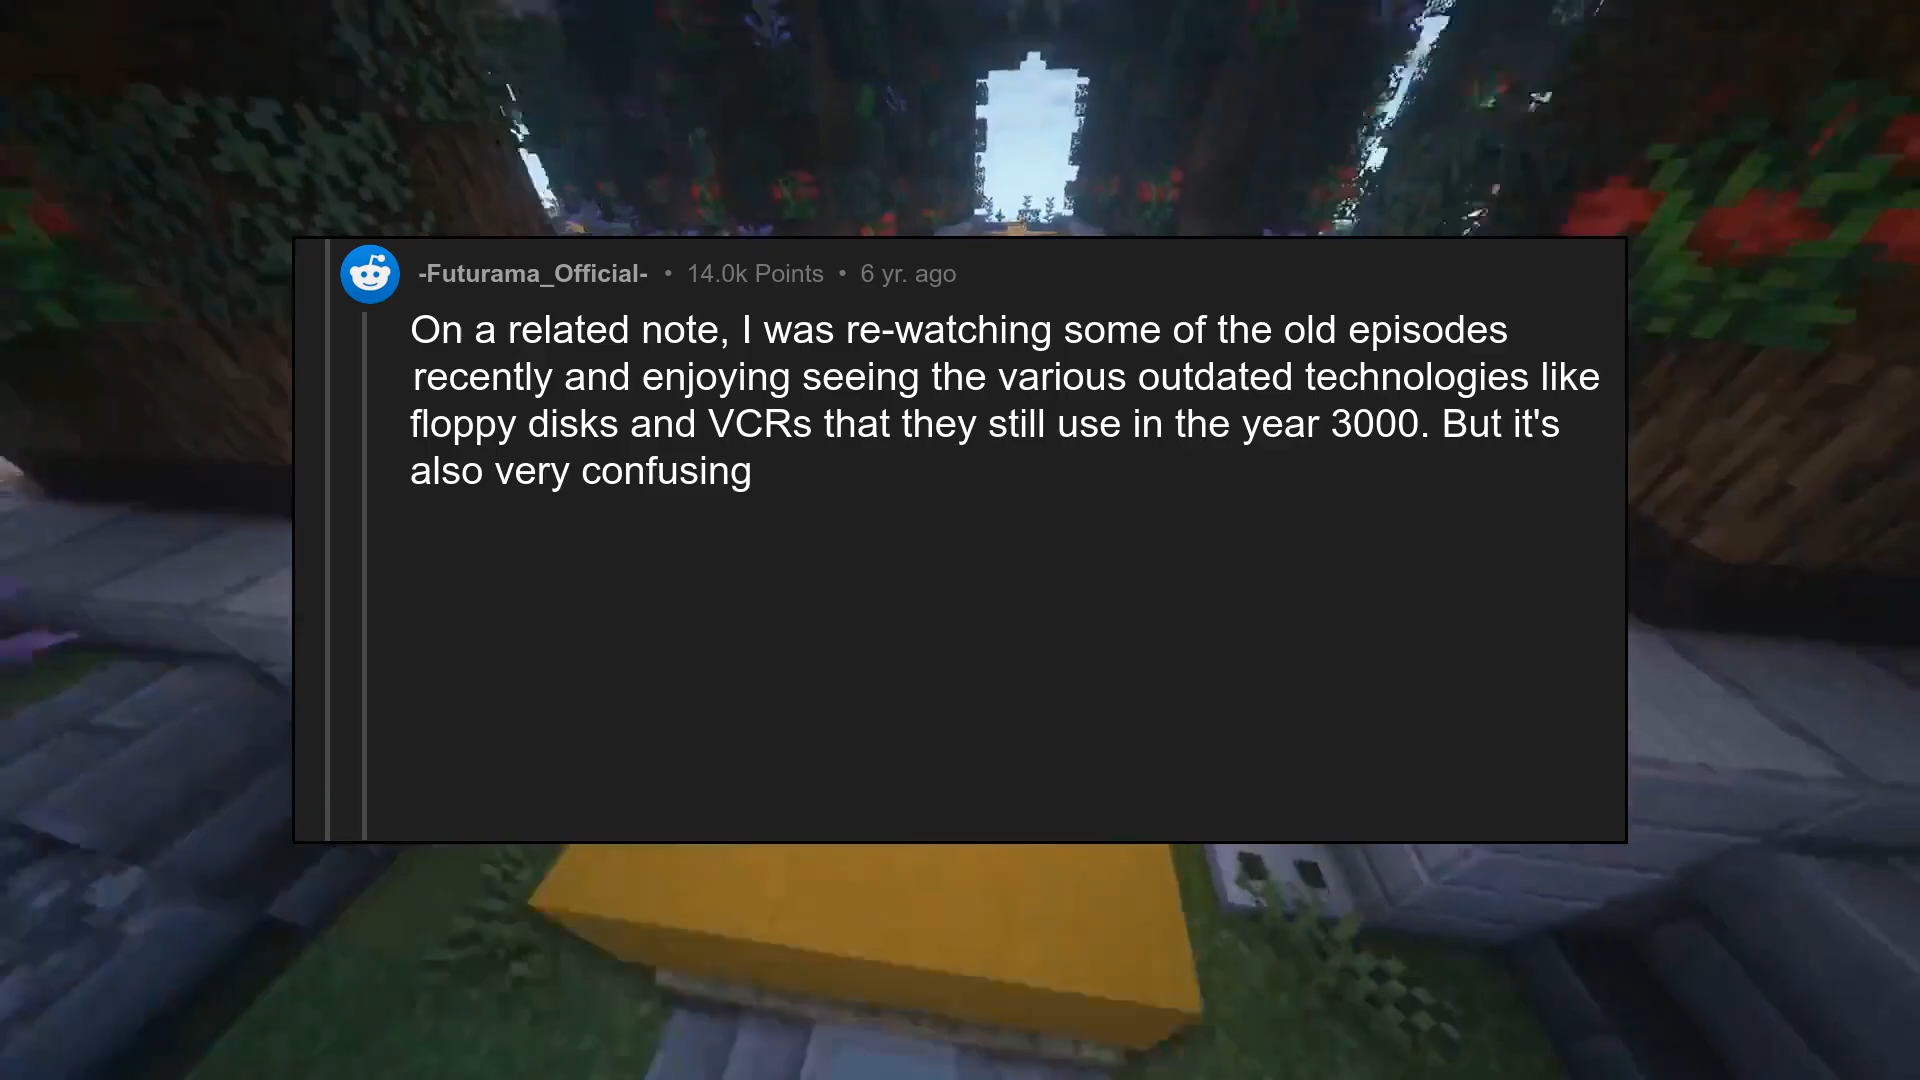 -Futurama_Official- • 14.0k Points • 6 yr. ago
On a related note, I was re-watching some of the old episodes
recently and enjoying seeing the various outdated technologies like
floppy disks and VCRs that they still use in the year 3000. But it's
also very confusing